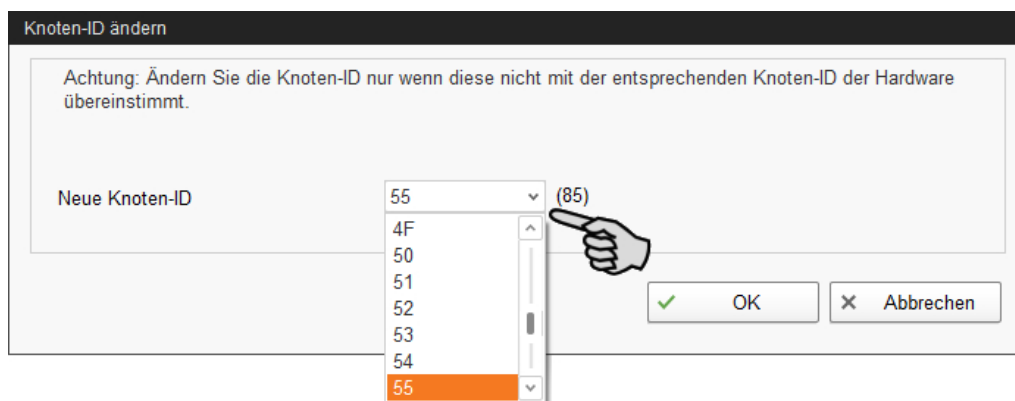 Knoten-ID ändern
Achtung: Ändern Sie die Knoten-ID nur wenn diese nicht mit der entsprechenden Knoten-ID der Hardware
übereinstimmt.
Neue Knoten-ID 55 (85)
4F
50
51
52
53
54
55
OK Abbrechen